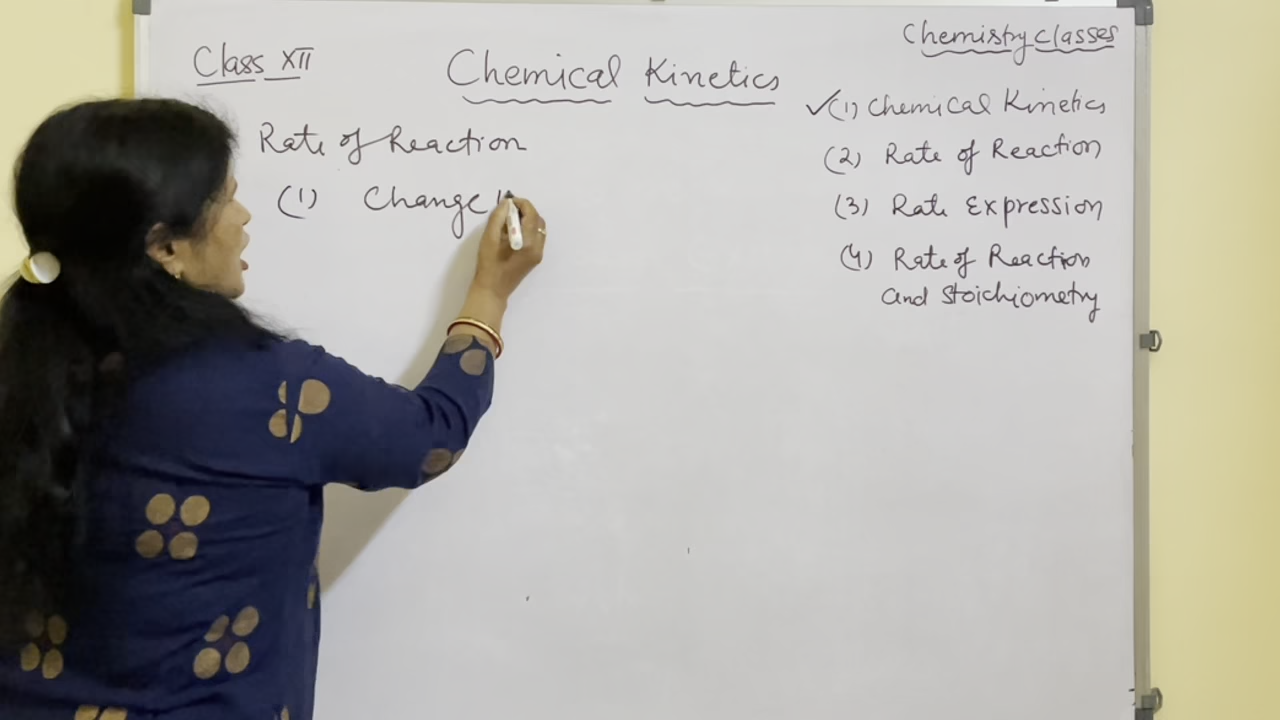 Class XII
Chemical Kinetics
Chemistry classes
Rate of Reaction
(1) Change
✓(1) Chemical Kinetics
(2) Rate of Reaction
(3) Rate Expression
(4) Rate of Reaction
and Stoichiometry